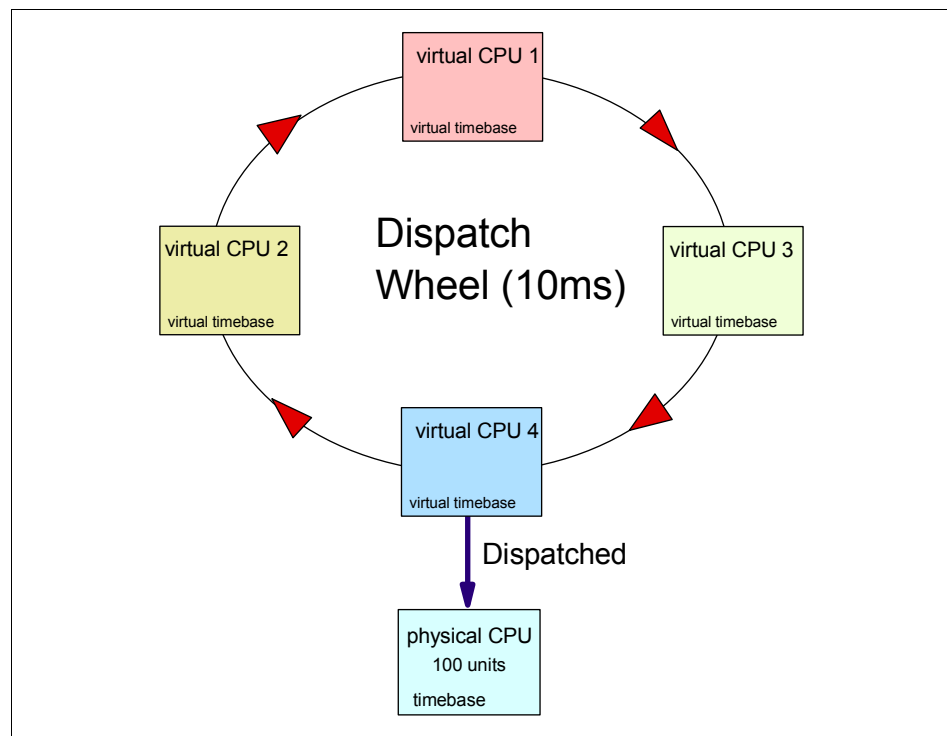 virtual CPU 1
virtual timebase
Dispatch
Wheel (10ms)
virtual CPU 2
virtual timebase
virtual CPU 3
virtual timebase
virtual CPU 4
virtual timebase
Dispatched
physical CPU
100 units
timebase